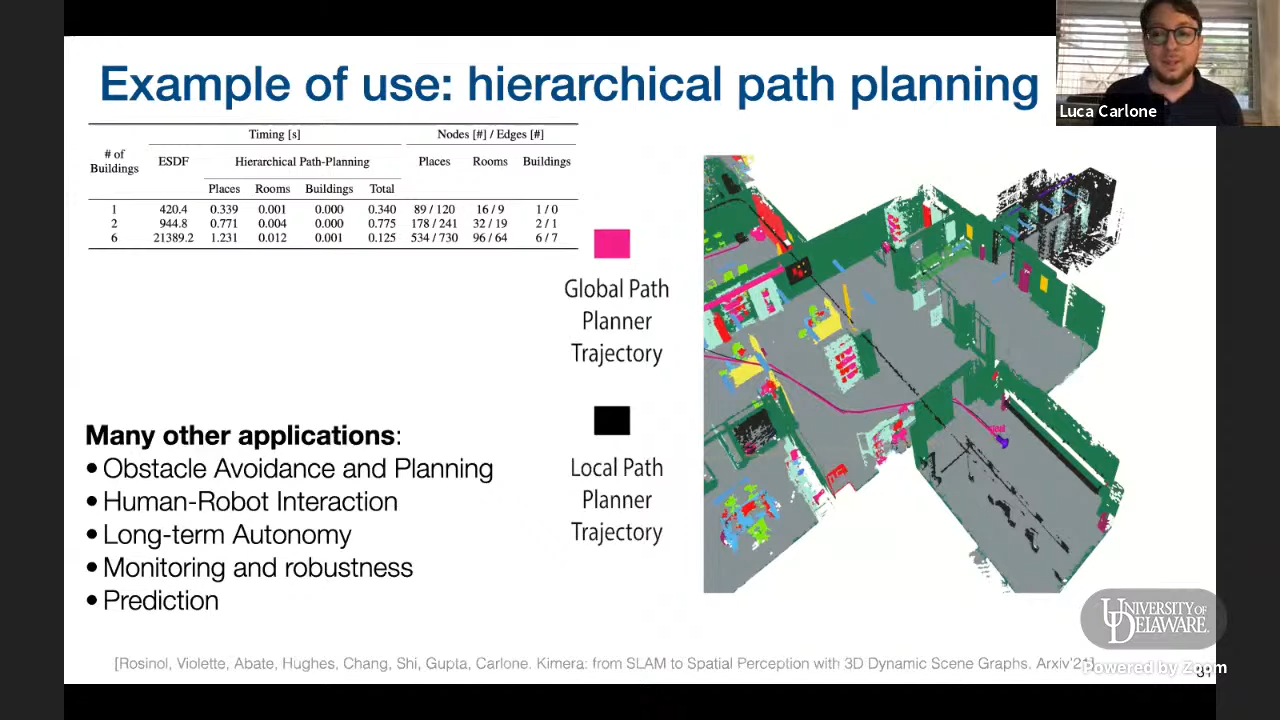 Example of use: hierarchical path planning
Luca Carlone
Timing [s] Nodes [#] / Edges [#]
# of Buildings ESDF Hierarchical Path-Planning Places Rooms Buildings
Places Rooms Buildings Total
1 420.4 0.339 0.001 0.000 0.340 89 / 120 16 / 9 1 / 0
2 944.8 0.771 0.004 0.000 0.775 178 / 241 32 / 19 2 / 1
6 21389.2 1.231 0.012 0.001 0.125 534 / 730 96 / 64 6 / 7
Global Path
Planner
Trajectory
Local Path
Planner
Trajectory
Many other applications:
• Obstacle Avoidance and Planning
• Human-Robot Interaction
• Long-term Autonomy
• Monitoring and robustness
• Prediction
UNIVERSITY OF
DELAWARE.
[Rosinol, Violette, Abate, Hughes, Chang, Shi, Gupta, Carlone. Kimera: from SLAM to Spatial Perception with 3D Dynamic Scene Graphs. Arxiv'21]
Powered by Zoom